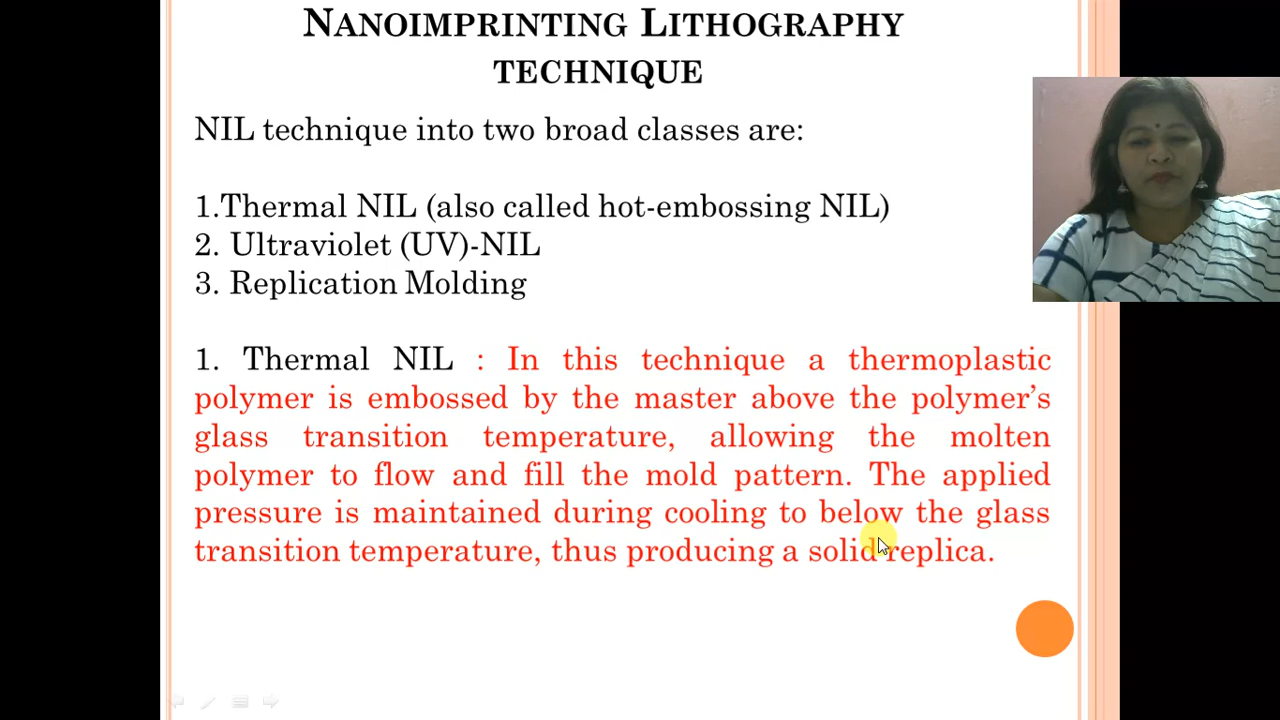 NANOIMPRINTING LITHOGRAPHY
TECHNIQUE
NIL technique into two broad classes are:
1.Thermal NIL (also called hot-embossing NIL)
2. Ultraviolet (UV)-NIL
3. Replication Molding
1. Thermal NIL : In this technique a thermoplastic
polymer is embossed by the master above the polymer’s
glass transition temperature, allowing the molten
polymer to flow and fill the mold pattern. The applied
pressure is maintained during cooling to below the glass
transition temperature, thus producing a solid replica.